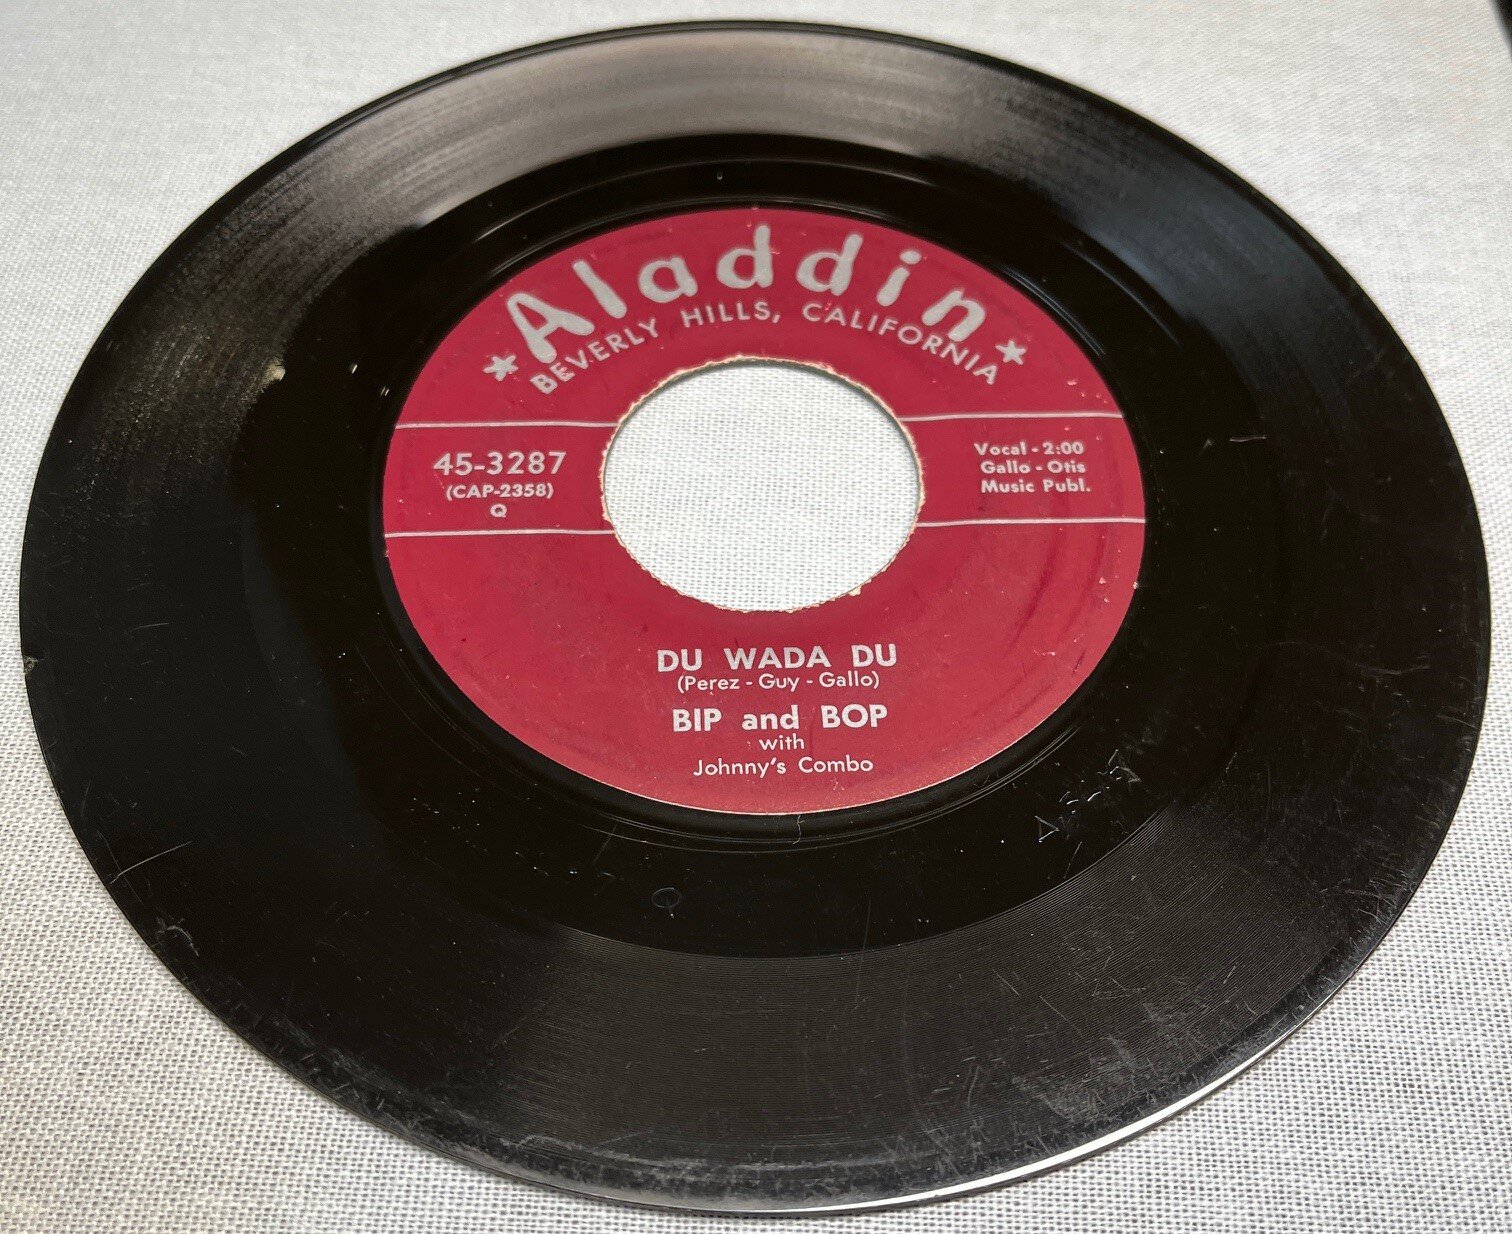 Aladdin
BEVERLY HILLS, CALIFORNIA
45-3287
(CAP-2358)
Q
Vocal - 2:00
Gallo - Otis
Music Publ.
DU WADA DU
(Perez - Guy - Gallo)
BIP and BOP
with
Johnny's Combo